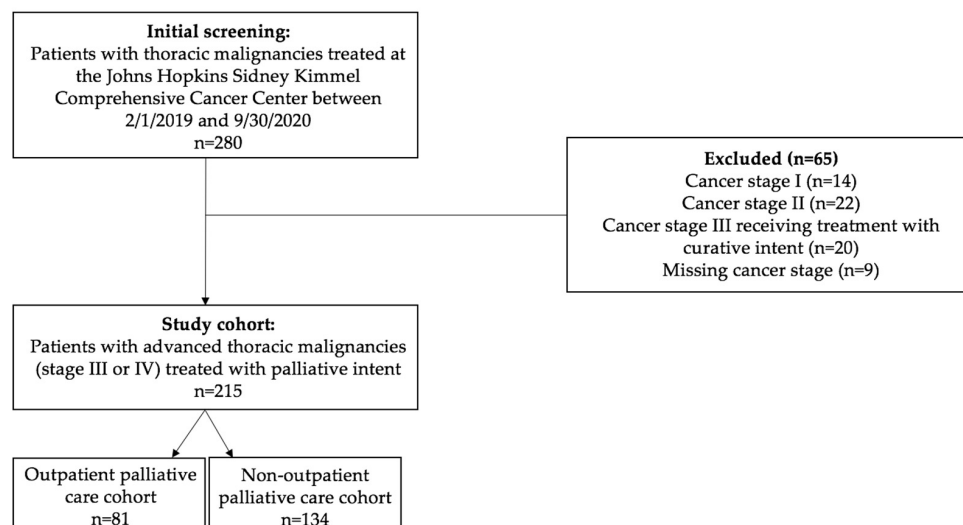 Initial screening:
Patients with thoracic malignancies treated at
the Johns Hopkins Sidney Kimmel
Comprehensive Cancer Center between
2/1/2019 and 9/30/2020
n=280
Excluded (n=65)
Cancer stage I (n=14)
Cancer stage II (n=22)
Cancer stage III receiving treatment with
curative intent (n=20)
Missing cancer stage (n=9)
Study cohort:
Patients with advanced thoracic malignancies
(stage III or IV) treated with palliative intent
n=215
Outpatient palliative
care cohort
n=81
Non-outpatient
palliative care cohort
n=134